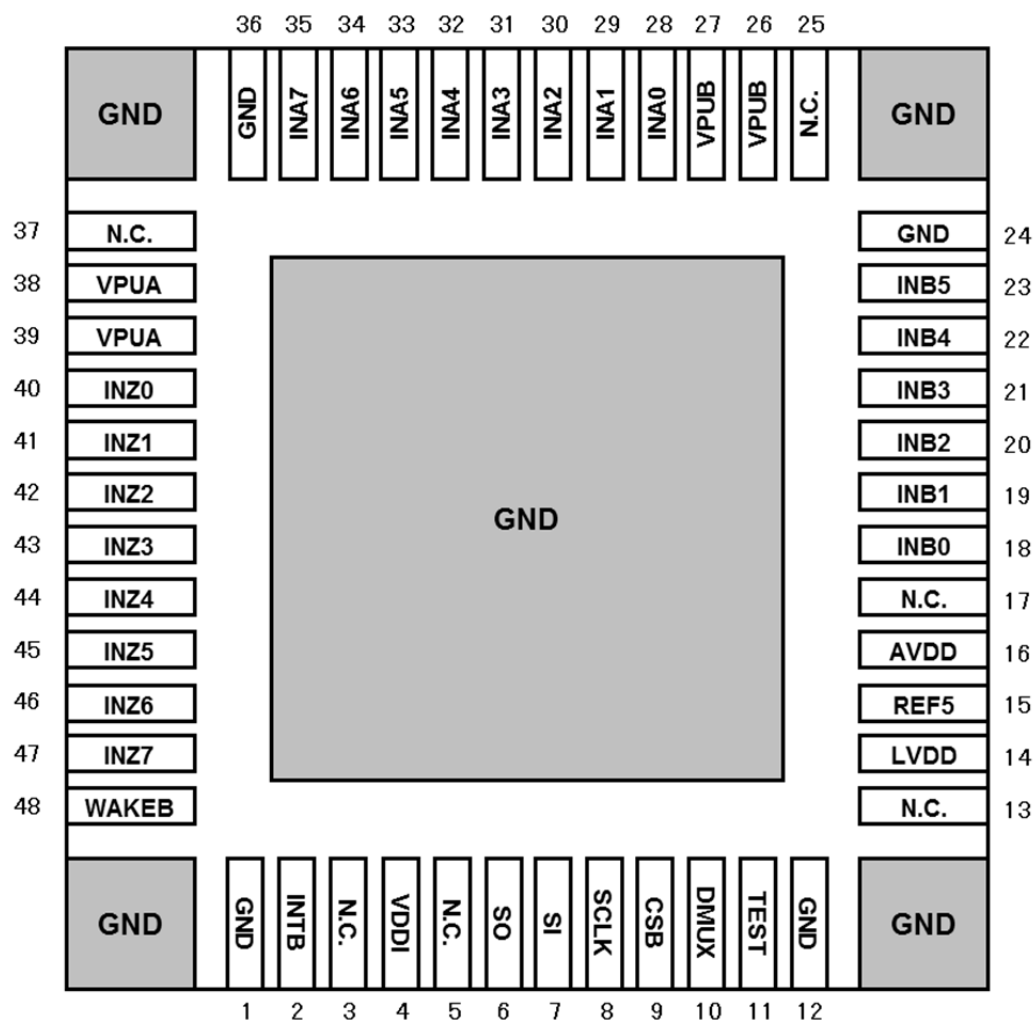 36 35 34 33 32 31 30 29 28 27 26 25
GND GND INA7 INA6 INA5 INA4 INA3 INA2 INA1 INA0 VPUB VPUB N.C. GND
37 N.C. GND 24
38 VPUA INB5 23
39 VPUA INB4 22
40 INZ0 INB3 21
41 INZ1 INB2 20
42 INZ2 INB1 19
GND
43 INZ3 INB0 18
44 INZ4 N.C. 17
45 INZ5 AVDD 16
46 INZ6 REF5 15
47 INZ7 LVDD 14
48 WAKEB N.C. 13
GND GND INTB N.C. VDDI N.C. SO SI SCLK CSB DMUX TEST GND GND
1 2 3 4 5 6 7 8 9 10 11 12